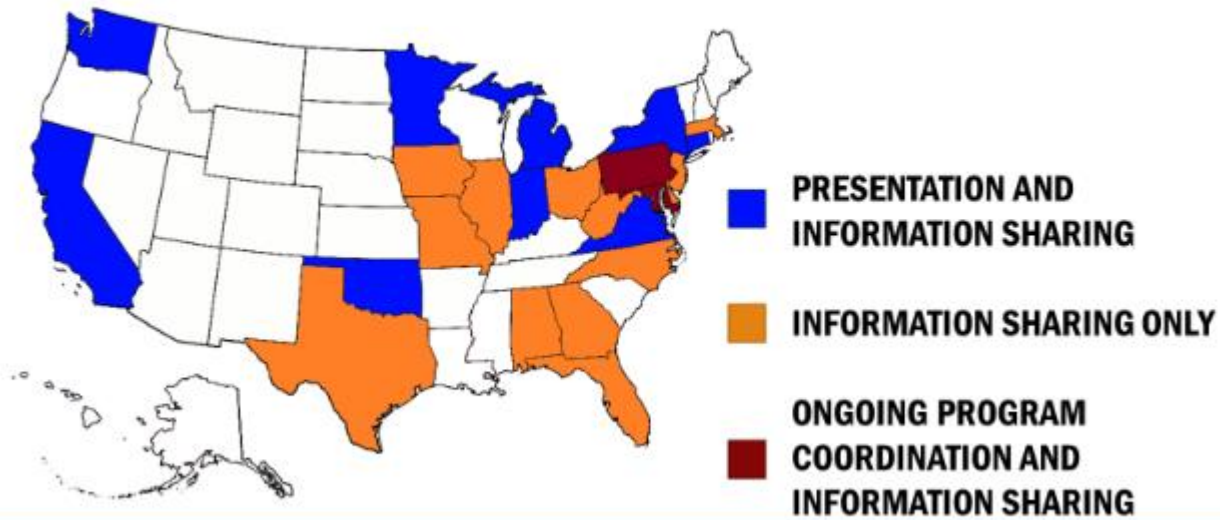 PRESENTATION AND
INFORMATION SHARING
INFORMATION SHARING ONLY
ONGOING PROGRAM
COORDINATION AND
INFORMATION SHARING